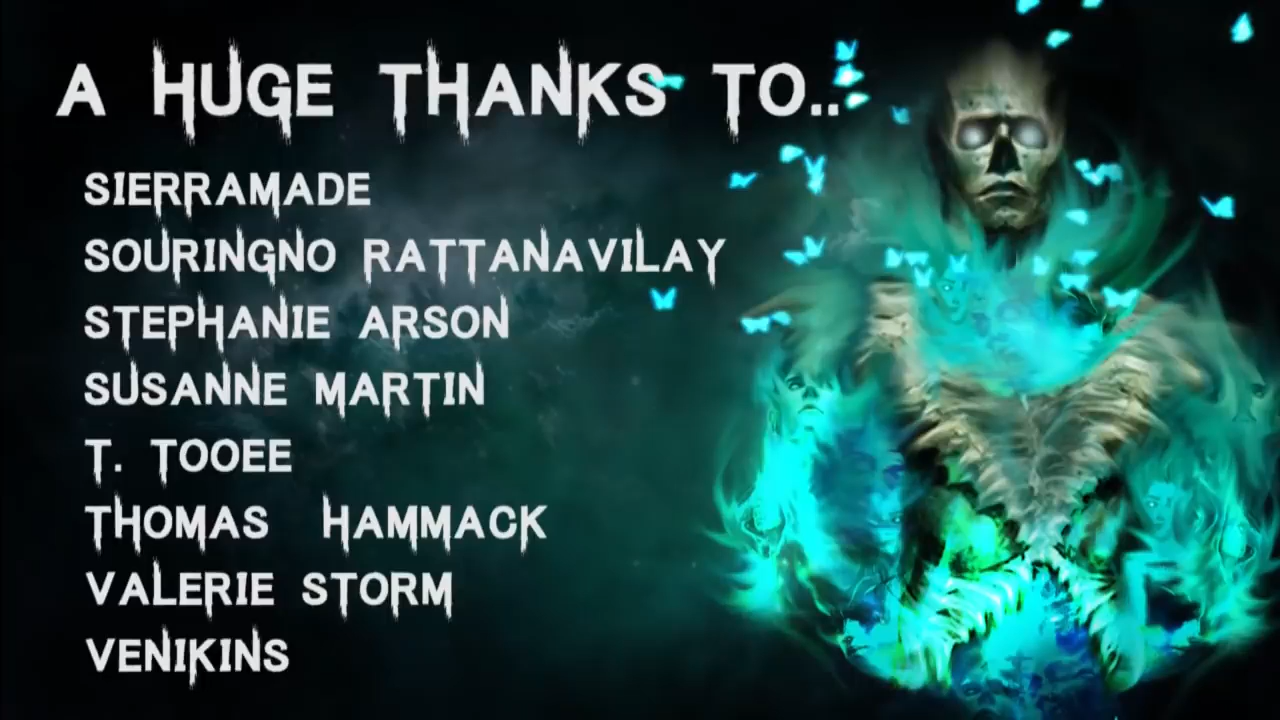 A HUGE THANKS TO..
SIERRAMADE
SOURINGNO RATTANAVILAY
STEPHANIE ARSON
SUSANNE MARTIN
T. TOOEE
THOMAS HAMMACK
VALERIE STORM
VENIKINS